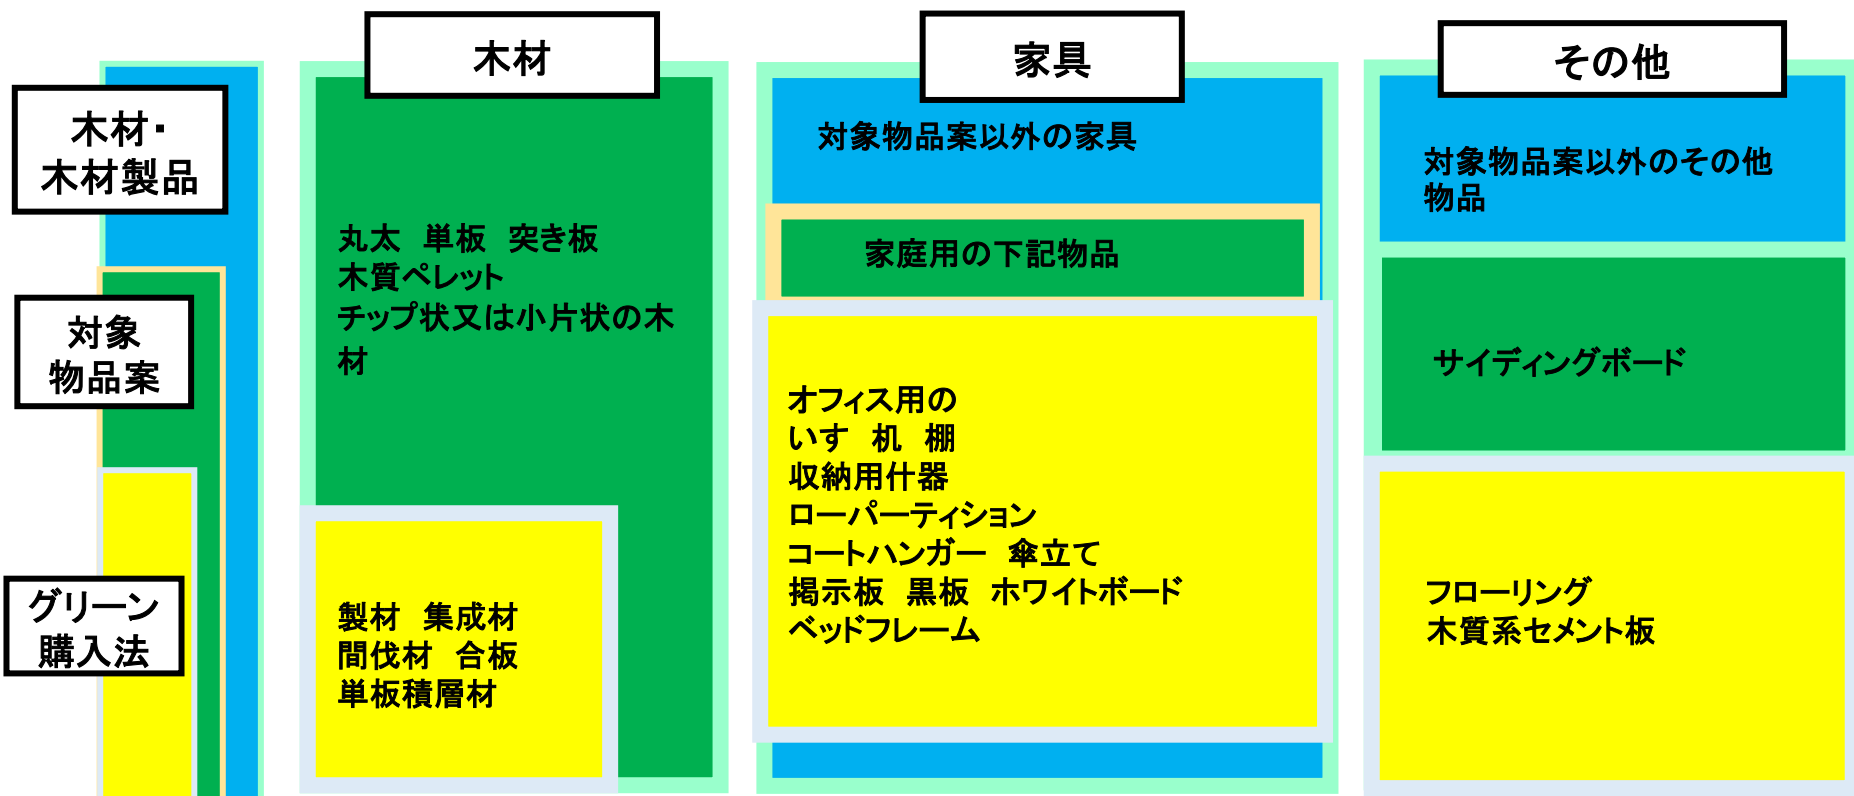 木材・
木材製品
対象
物品案
グリーン
購入法
木材
丸太　単板　突き板
木質ペレット
チップ状又は小片状の木
材
製材　集成材
間伐材　合板
単板積層材
家具
対象物品案以外の家具
家庭用の下記物品
オフィス用の
いす　机　棚
収納用什器
ローパーティション
コートハンガー　傘立て
掲示板　黒板　ホワイトボード
ベッドフレーム
その他
対象物品案以外のその他
物品
サイディングボード
フローリング
木質系セメント板